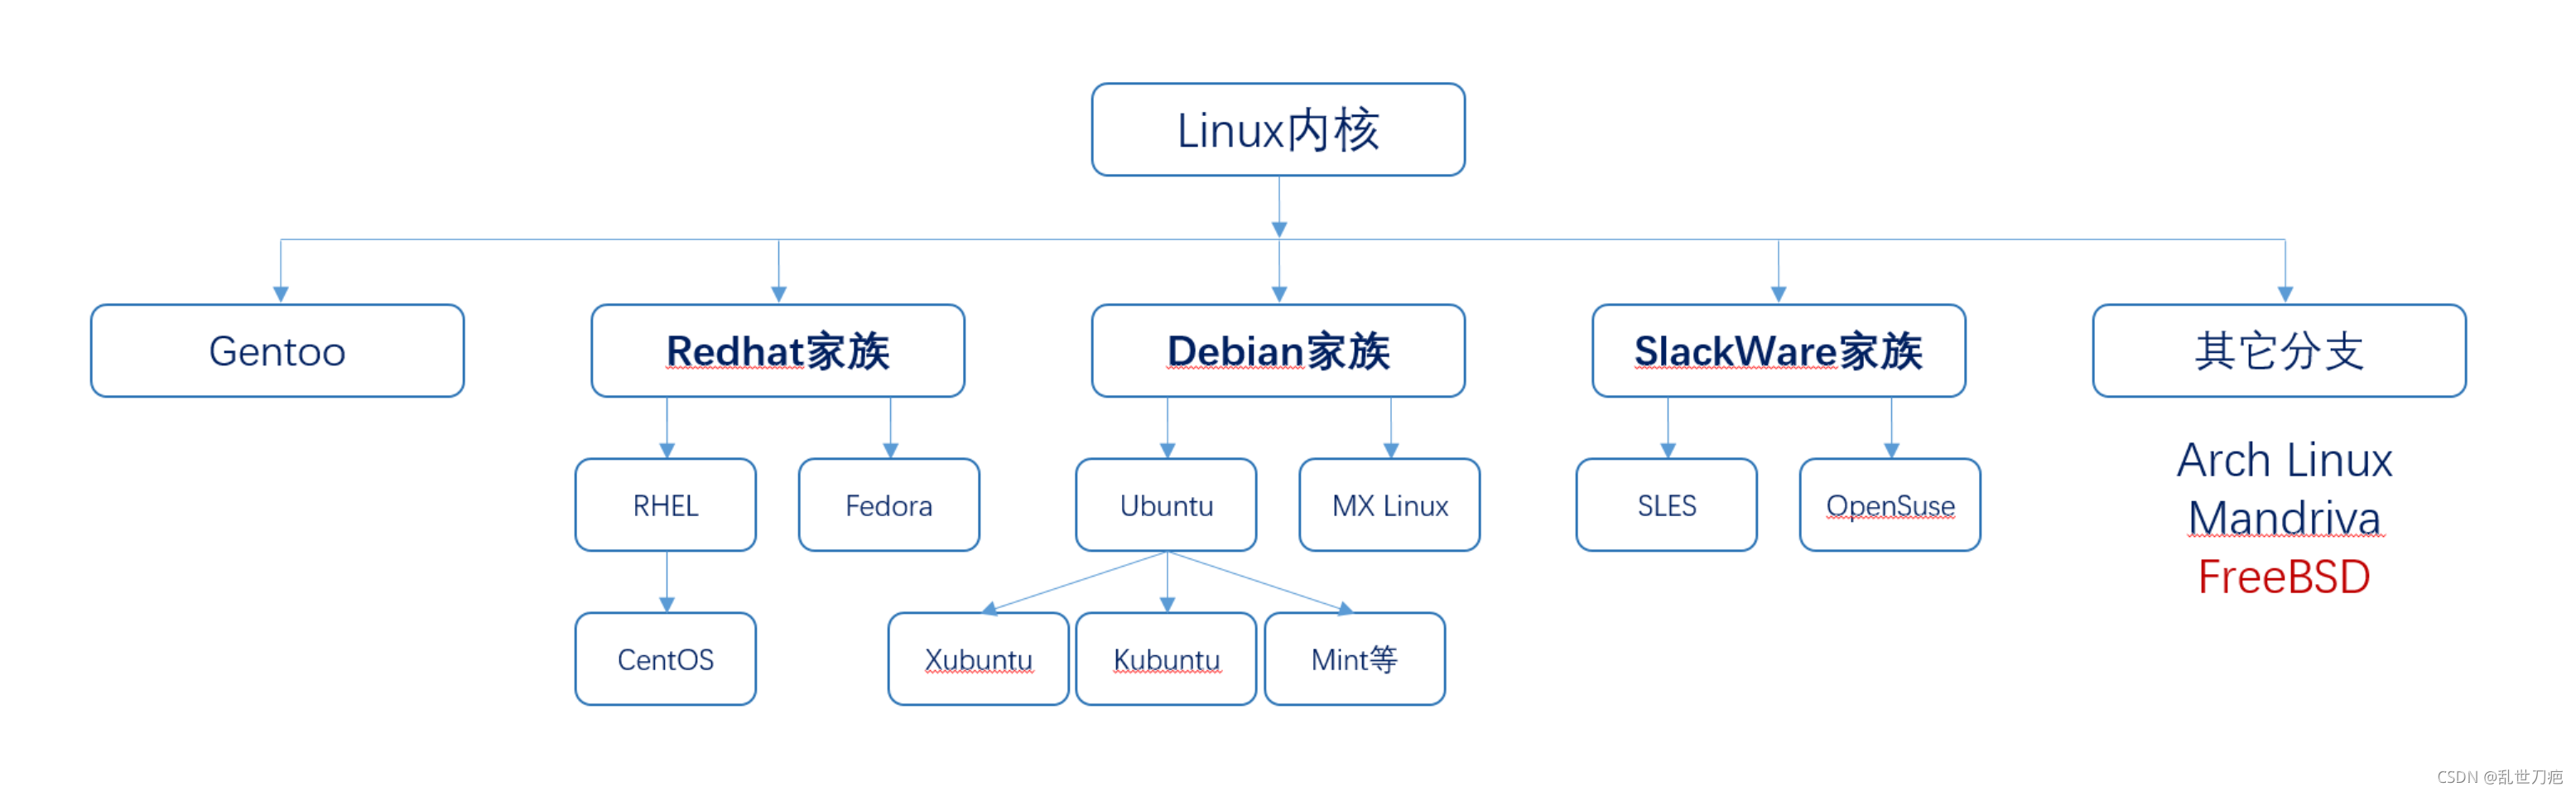 Linux内核
Gentoo
Redhat家族
Debian家族
SlackWare家族
其它分支
RHEL
Fedora
Ubuntu
MX Linux
SLES
OpenSuse
Arch Linux
Mandriva
FreeBSD
CentOS
Xubuntu
Kubuntu
Mint等
CSDN @乱世刀疤